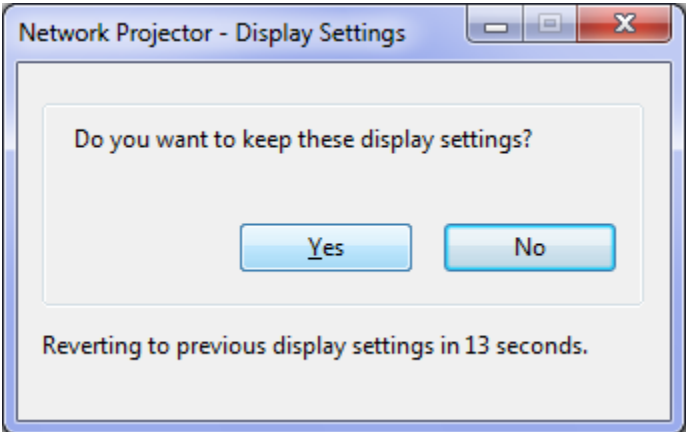 Network Projector - Display Settings
Do you want to keep these display settings?
Yes No
Reverting to previous display settings in 13 seconds.